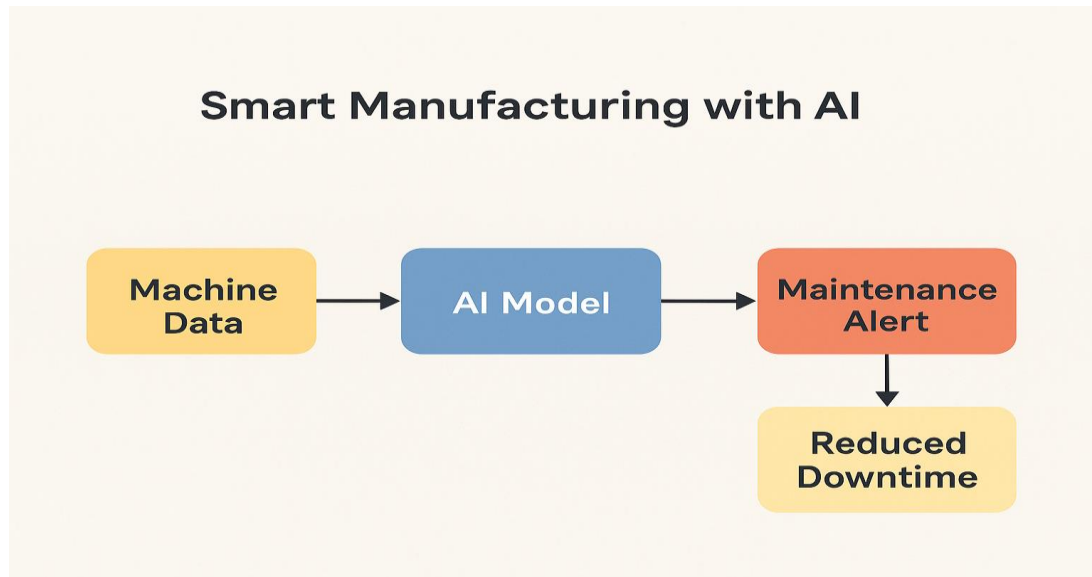 Smart Manufacturing with AI
Machine
Data
AI Model
Maintenance
Alert
Reduced
Downtime